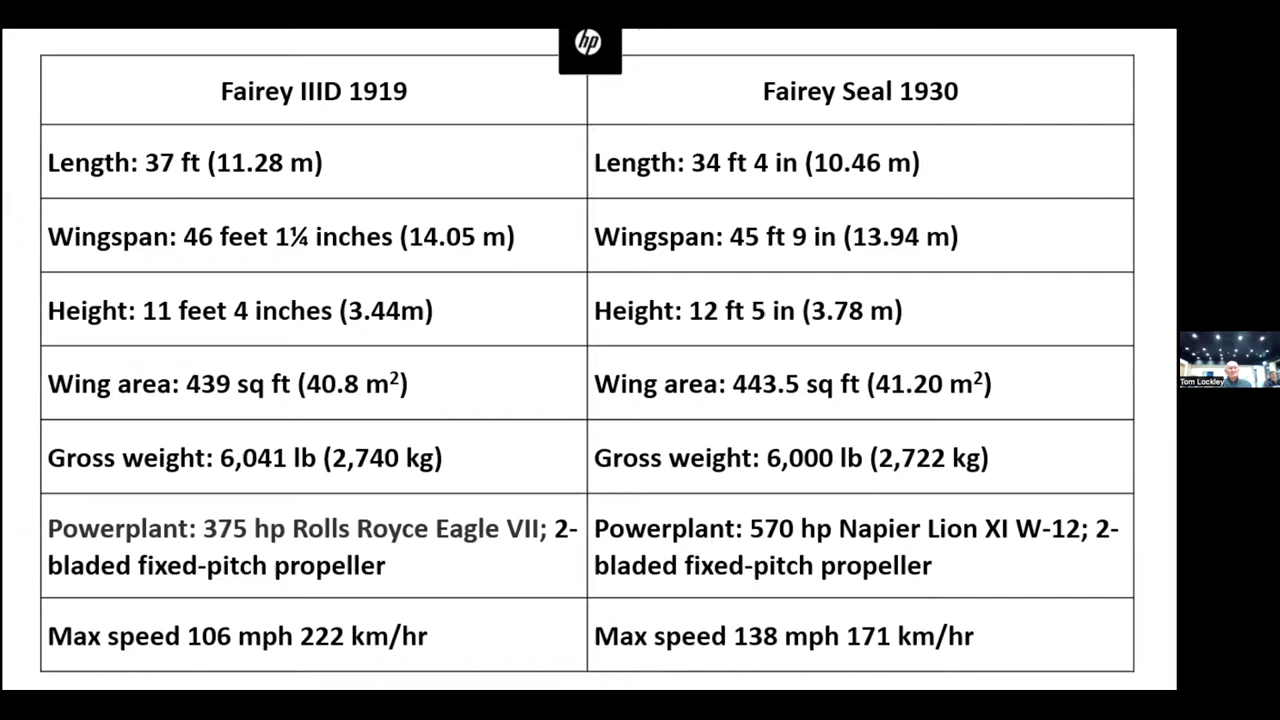 hp
Fairey IIID 1919
Fairey Seal 1930
Length: 37 ft (11.28 m)
Length: 34 ft 4 in (10.46 m)
Wingspan: 46 feet 1¼ inches (14.05 m)
Wingspan: 45 ft 9 in (13.94 m)
Height: 11 feet 4 inches (3.44m)
Height: 12 ft 5 in (3.78 m)
Wing area: 439 sq ft (40.8 m²)
Wing area: 443.5 sq ft (41.20 m²)
Gross weight: 6,041 lb (2,740 kg)
Gross weight: 6,000 lb (2,722 kg)
Powerplant: 375 hp Rolls Royce Eagle VII; 2-
bladed fixed-pitch propeller
Powerplant: 570 hp Napier Lion XI W-12; 2-
bladed fixed-pitch propeller
Max speed 106 mph 222 km/hr
Max speed 138 mph 171 km/hr
Tom Lockley